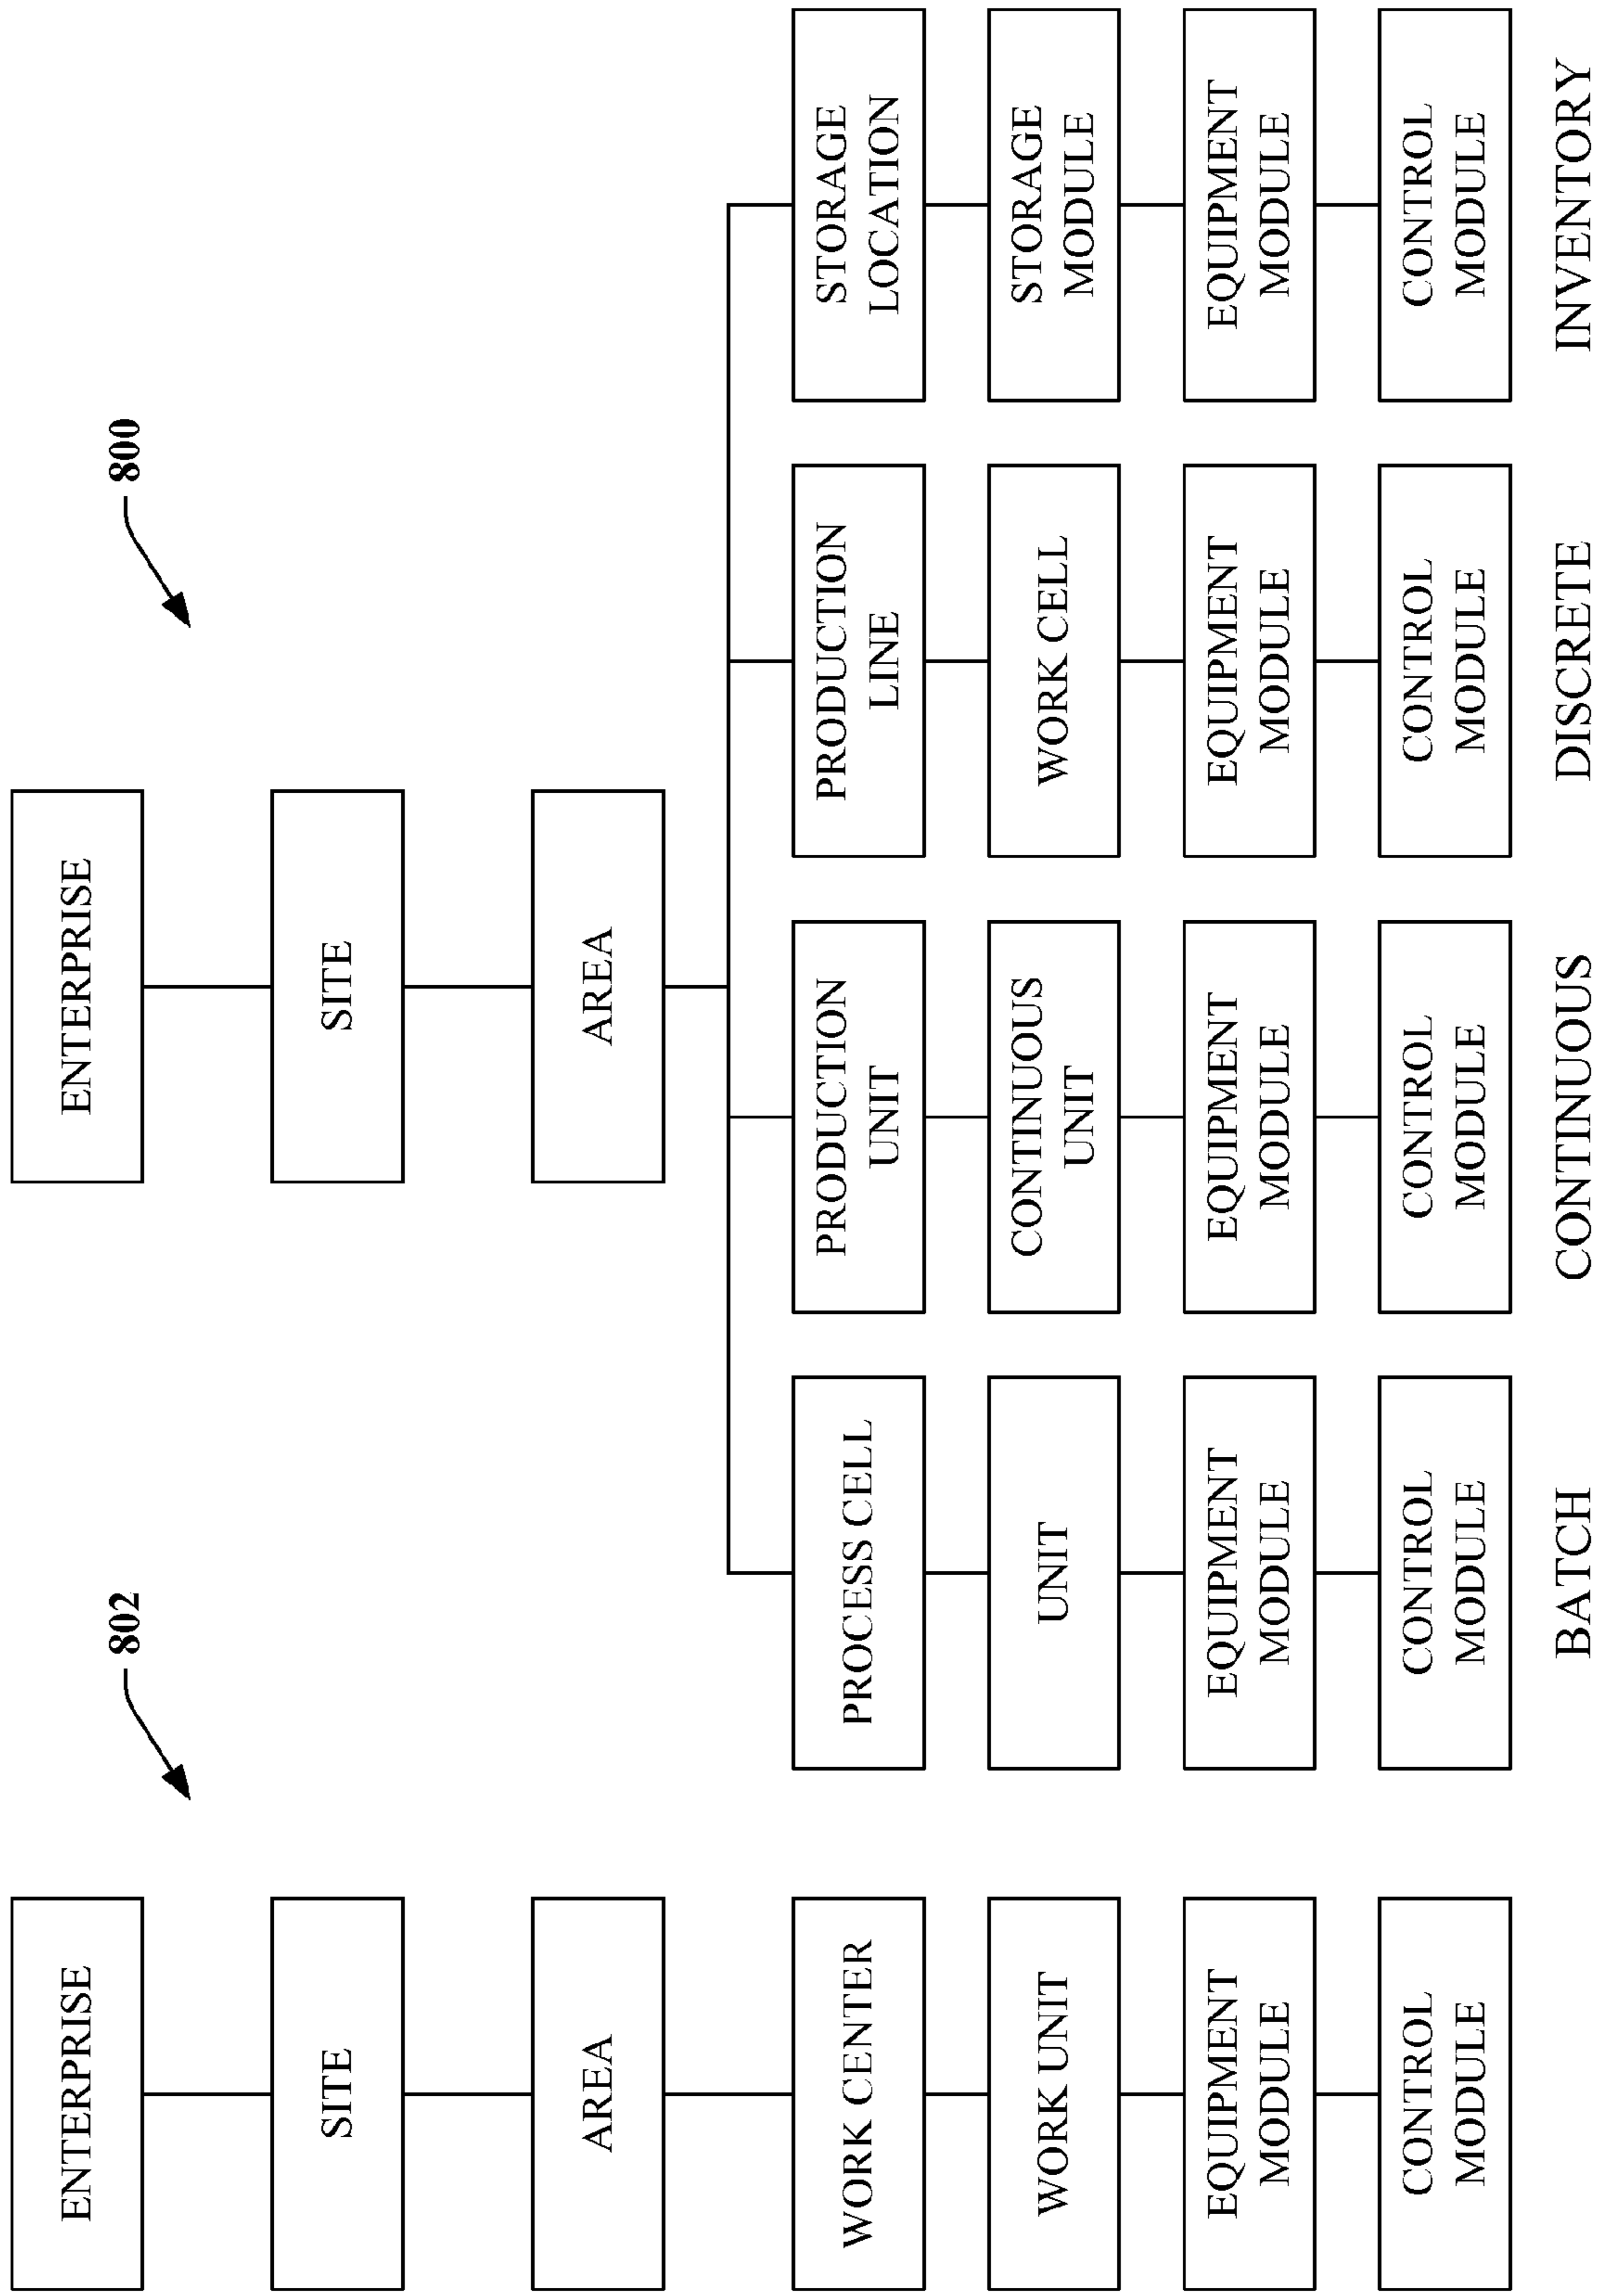 802
ENTERPRISE
SITE
AREA
WORK CENTER
WORK UNIT
EQUIPMENT
MODULE
CONTROL
MODULE
800
ENTERPRISE
SITE
AREA
PROCESS CELL
UNIT
EQUIPMENT
MODULE
CONTROL
MODULE
BATCH
PRODUCTION
UNIT
CONTINUOUS
UNIT
EQUIPMENT
MODULE
CONTROL
MODULE
CONTINUOUS
PRODUCTION
LINE
WORK CELL
EQUIPMENT
MODULE
CONTROL
MODULE
DISCRETE
STORAGE
LOCATION
STORAGE
MODULE
EQUIPMENT
MODULE
CONTROL
MODULE
INVENTORY